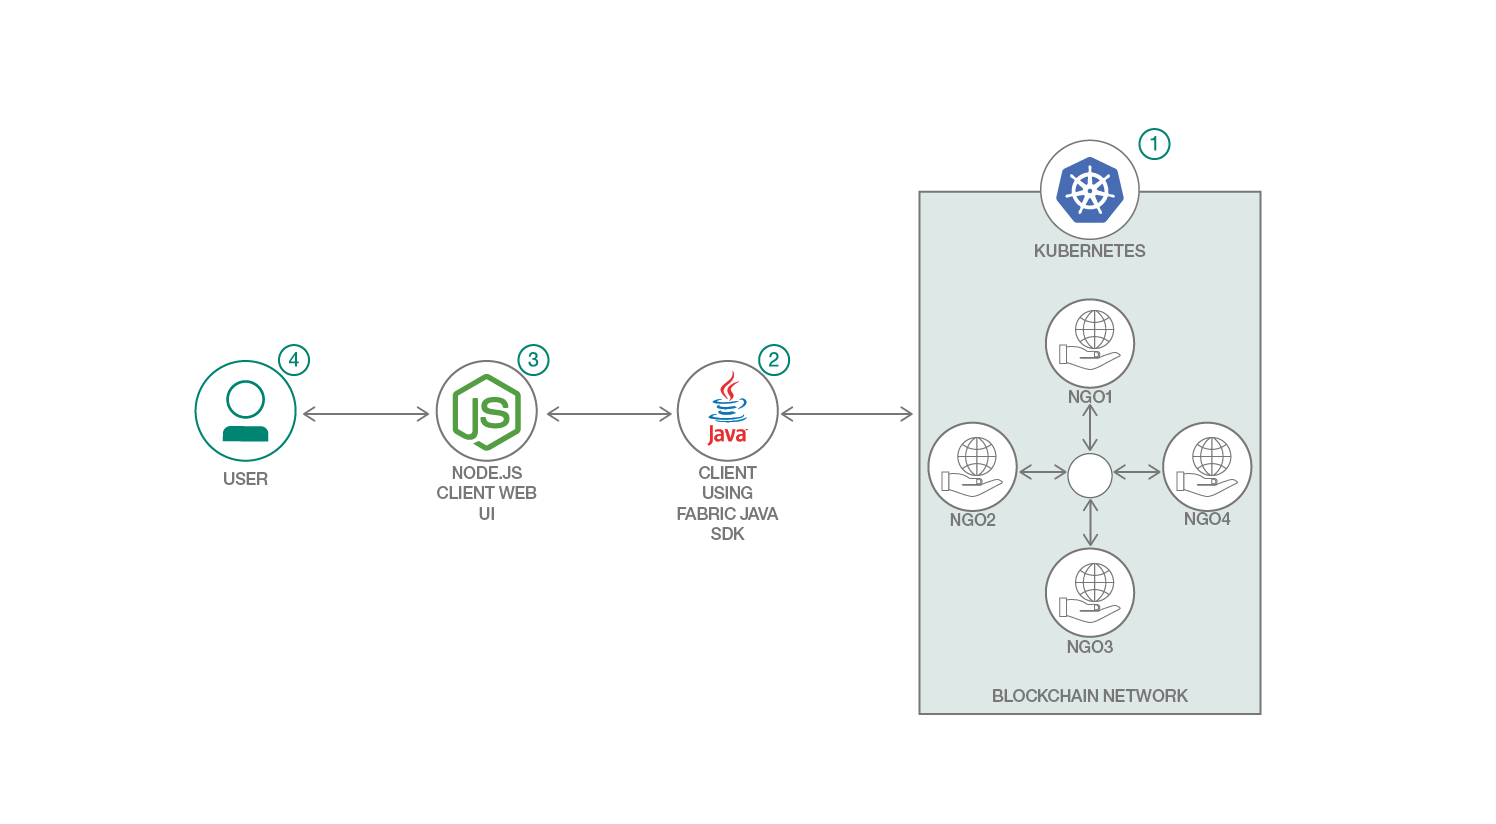 1
KUBERNETES
NGO1
NGO2
NGO4
NGO3
BLOCKCHAIN NETWORK
4
USER
3
JS
NODE.JS
CLIENT WEB
UI
2
Java
CLIENT
USING
FABRIC JAVA
SDK